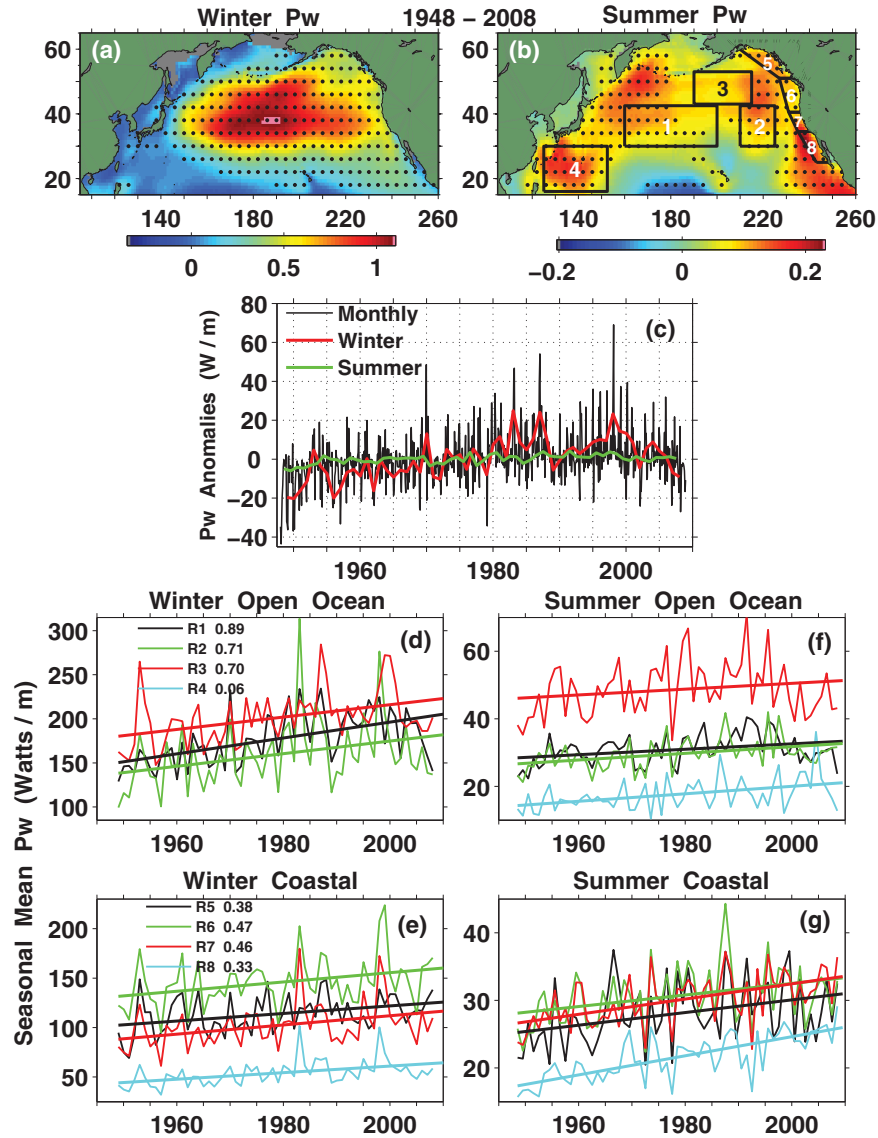 Winter Pw 1948 – 2008 Summer Pw
(a) (b)
60
40
20
60
40
20
5
6
3
7
1
2
8
4
140 180 220 260
140 180 220 260
0 0.5 1
−0.2 0 0.2
Pw Anomalies (W / m)
80
60
40
20
0
−20
−40
Monthly
Winter
Summer
(c)
1960 1980 2000
Seasonal Mean Pw (Watts / m)
Winter Open Ocean
300
250
200
150
100
R1 0.89
R2 0.71
R3 0.70
R4 0.06
(d)
1960 1980 2000
Summer Open Ocean
60
40
20
(f)
1960 1980 2000
Winter Coastal
200
150
100
50
R5 0.38
R6 0.47
R7 0.46
R8 0.33
(e)
1960 1980 2000
Summer Coastal
40
30
20
(g)
1960 1980 2000